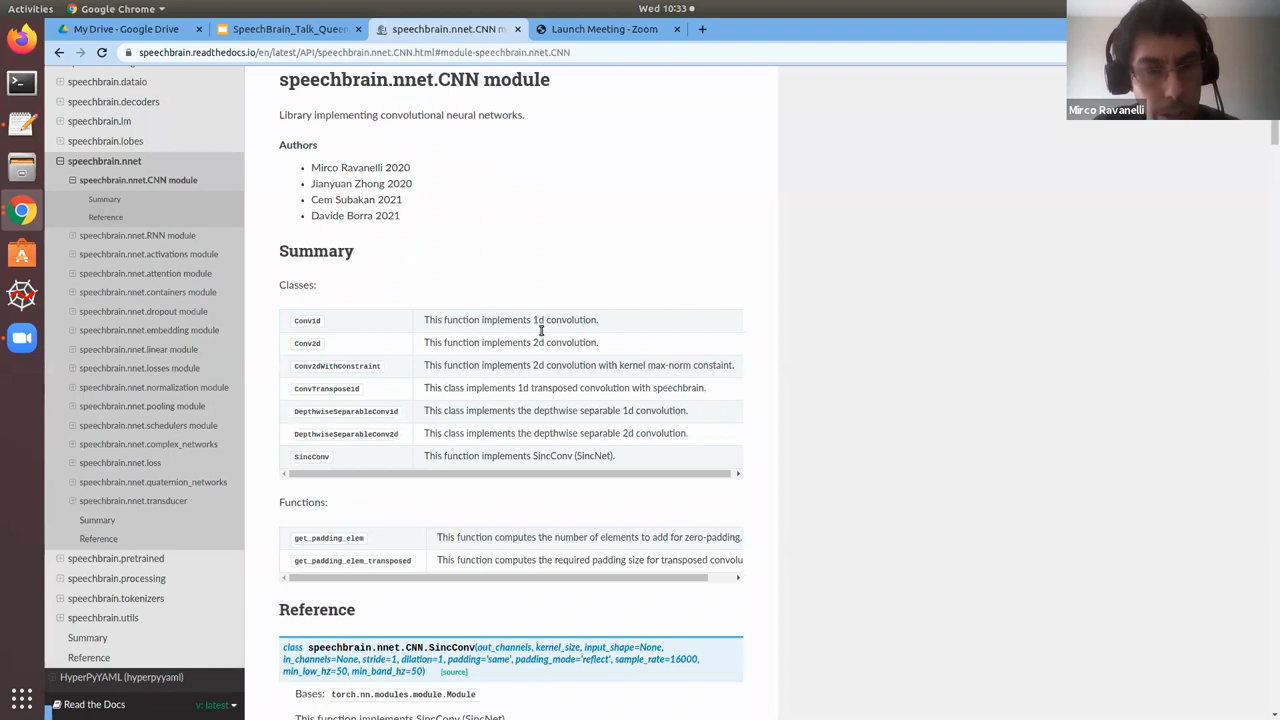 Activities
Google Chrome
Wed 10:33
My Drive - Google Drive
SpeechBrain_Talk_Queen
speechbrain.nnet.CNN m
Launch Meeting - Zoom
speechbrain.readthedocs.io/en/latest/API/speechbrain.nnet.CNN.html#module-speechbrain.nnet.CNN
Mirco Ravanelli
speechbrain.dataio
speechbrain.decoders
speechbrain.lm
speechbrain.lobes
speechbrain.nnet
speechbrain.nnet.CNN module
Summary
Reference
speechbrain.nnet.RNN module
speechbrain.nnet.activations module
speechbrain.nnet.attention module
speechbrain.nnet.containers module
speechbrain.nnet.dropout module
speechbrain.nnet.embedding module
speechbrain.nnet.linear module
speechbrain.nnet.losses module
speechbrain.nnet.normalization module
speechbrain.nnet.pooling module
speechbrain.nnet.schedulers module
speechbrain.nnet.complex_networks
speechbrain.nnet.loss
speechbrain.nnet.quaternion_networks
speechbrain.nnet.transducer
Summary
Reference
speechbrain.pretrained
speechbrain.processing
speechbrain.tokenizers
speechbrain.utils
Summary
Reference
HyperPyYAML (hyperpyyaml)
Read the Docs
v: latest
speechbrain.nnet.CNN module
Library implementing convolutional neural networks.
Authors
Mirco Ravanelli 2020
Jianyuan Zhong 2020
Cem Subakan 2021
Davide Borra 2021
Summary
Classes:
Conv1d This function implements 1d convolution.
Conv2d This function implements 2d convolution.
Conv2dWithConstraint This function implements 2d convolution with kernel max-norm constaint.
ConvTranspose1d This class implements 1d transposed convolution with speechbrain.
DepthwiseSeparableConv1d This class implements the depthwise separable 1d convolution.
DepthwiseSeparableConv2d This class implements the depthwise separable 2d convolution.
SincConv This function implements SincConv (SincNet).
Functions:
get_padding_elem This function computes the number of elements to add for zero-padding.
get_padding_elem_transposed This function computes the required padding size for transposed convolu
Reference
class speechbrain.nnet.CNN.SincConv(out_channels, kernel_size, input_shape=None,
in_channels=None, stride=1, dilation=1, padding='same', padding_mode='reflect', sample_rate=16000,
min_low_hz=50, min_band_hz=50) [source]
Bases: torch.nn.modules.module.Module
This function implements SincConv (SincNet).